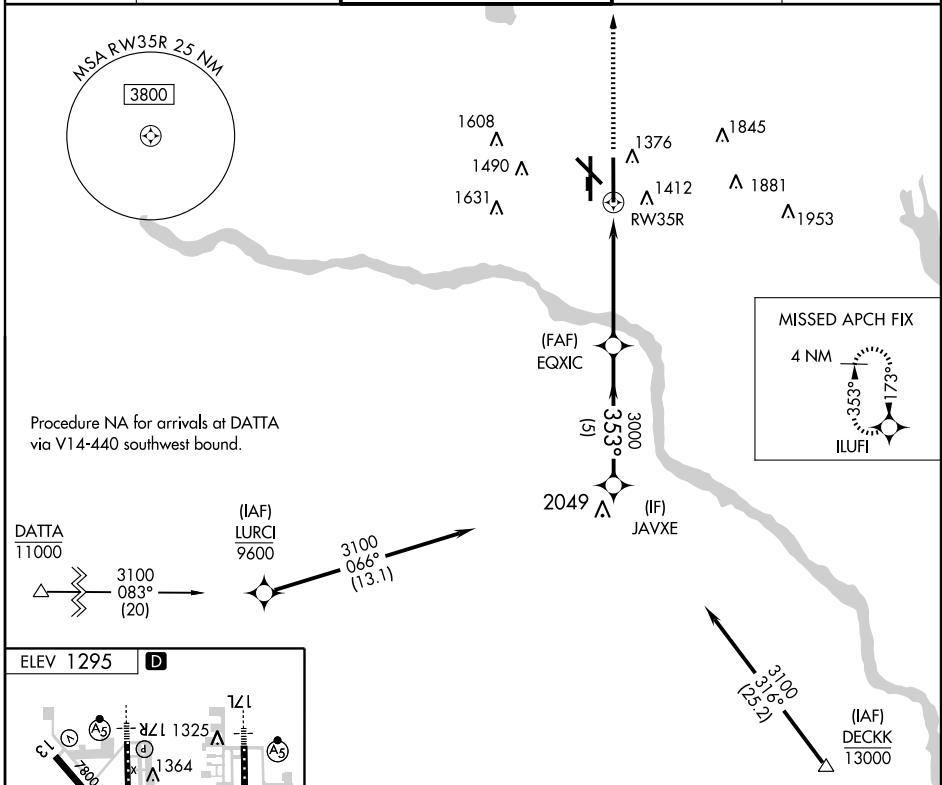 MSA RW35R 25 NM
3800
1608
1490
1631
1376
1845
1412
1881
1953
RW35R
(FAF)
EQXIC
MISSED APCH FIX
4 NM
353°
173°
ILUFI
3000
353°
(5)
Procedure NA for arrivals at DATTA
via V14-440 southwest bound.
2049
(IF)
JAVXE
DATTA
11000
3100
083°
(20)
(IAF)
LURCI
9600
3100
066°
(13.1)
3100
316°
(25.2)
(IAF)
DECKK
13000
ELEV 1295
D
17L
17R
1325
A5
A5
V
P
13
7800
X
1364